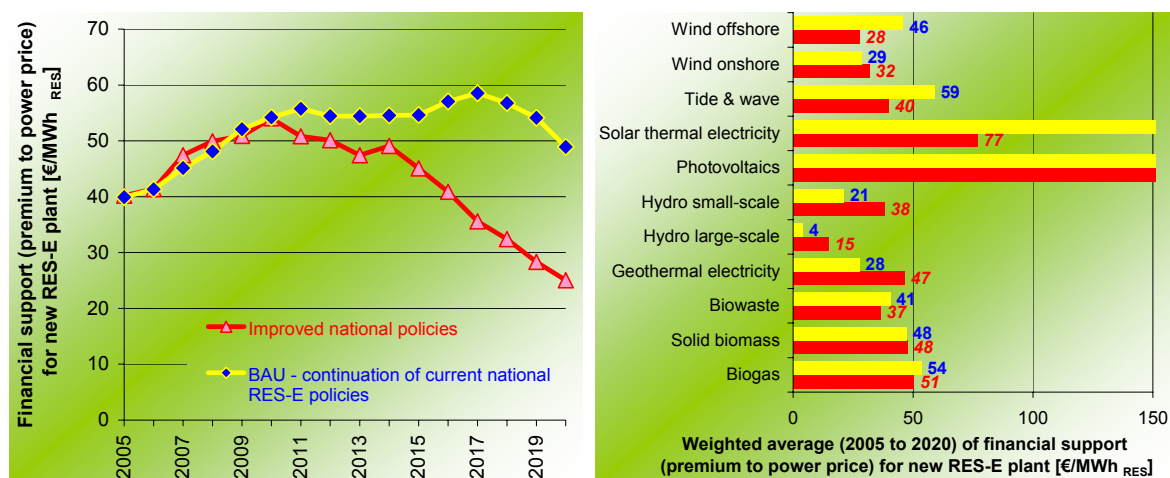 Financial support (premium to power price)
for new RES-E plant [€/MWh RES]
70
60
50
40
30
20
10
0
2005
2007
2009
2011
2013
2015
2017
2019
Improved national policies
BAU - continuation of current national
RES-E policies
Wind offshore
46
28
Wind onshore
29
32
Tide & wave
59
40
Solar thermal electricity
77
Photovoltaics
Hydro small-scale
21
38
Hydro large-scale
4
15
Geothermal electricity
28
47
Biowaste
41
37
Solid biomass
48
48
Biogas
54
51
0 50 100 150
Weighted average (2005 to 2020) of financial support
(premium to power price) for new RES-E plant [€/MWh RES]